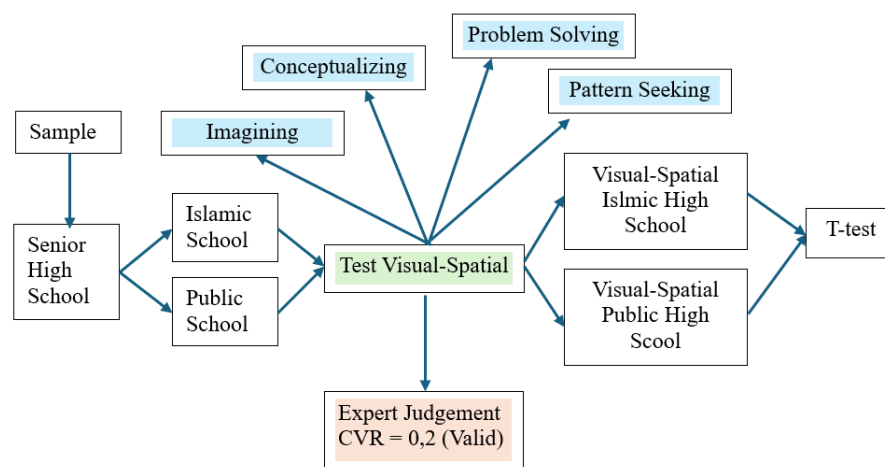 Problem Solving
Conceptualizing
Pattern Seeking
Sample
Imagining
Visual-Spatial
Islmic High
School
Islamic
School
Senior
High
School
T-test
Test Visual-Spatial
Public
School
Visual-Spatial
Public High
Scool
Expert Judgement
CVR = 0,2 (Valid)